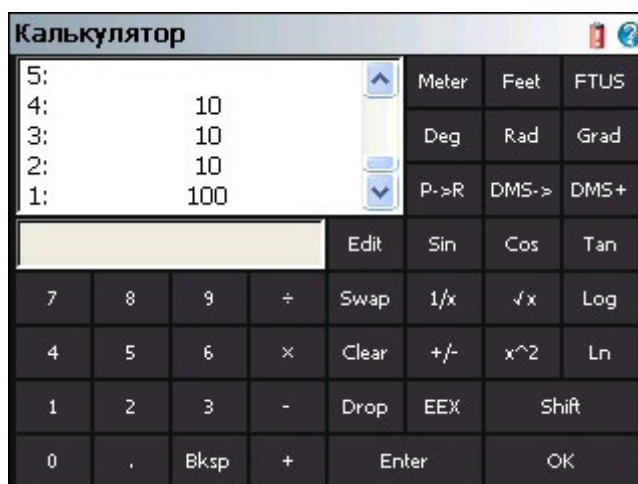 Калькулятор
5:
4: 10
3: 10
2: 10
1: 100
Meter Feet FTUS
Deg Rad Grad
P->R DMS-> DMS+
Edit Sin Cos Tan
7 8 9 ÷ Swap 1/x √x Log
4 5 6 × Clear +/- x^2 Ln
1 2 3 - Drop EEX Shift
0 . Bksp + Enter OK